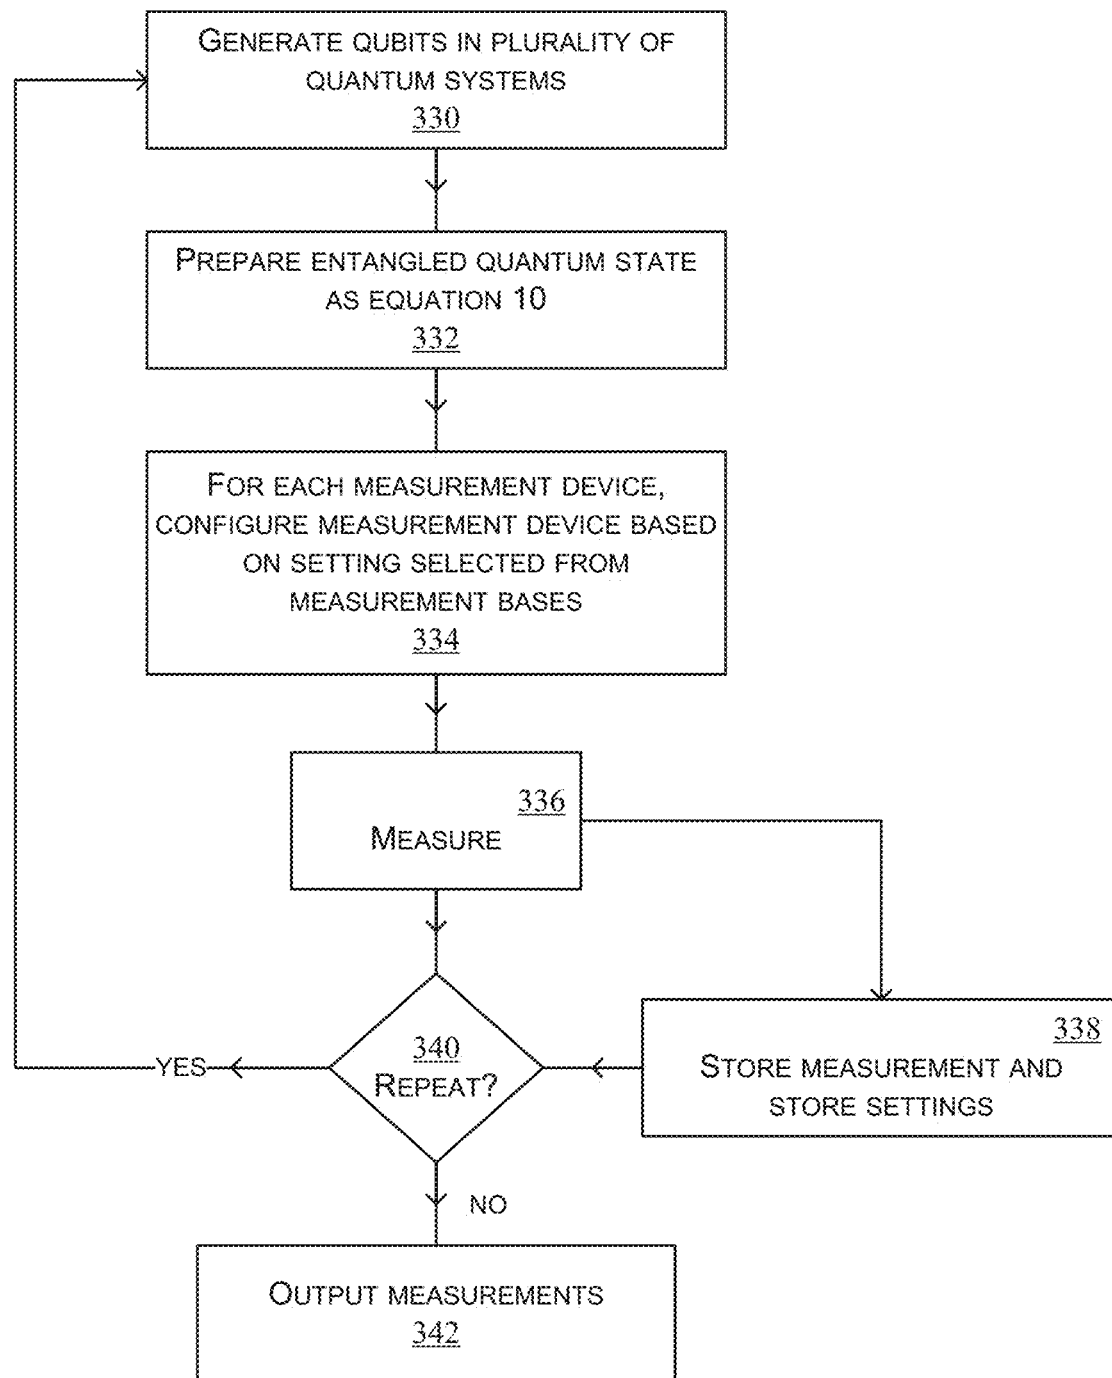 GENERATE QUBITS IN PLURALITY OF
QUANTUM SYSTEMS
330
PREPARE ENTANGLED QUANTUM STATE
AS EQUATION 10
332
FOR EACH MEASUREMENT DEVICE,
CONFIGURE MEASUREMENT DEVICE BASED
ON SETTING SELECTED FROM
MEASUREMENT BASES
334
336
MEASURE
338
STORE MEASUREMENT AND
STORE SETTINGS
340
REPEAT?
YES
NO
OUTPUT MEASUREMENTS
342